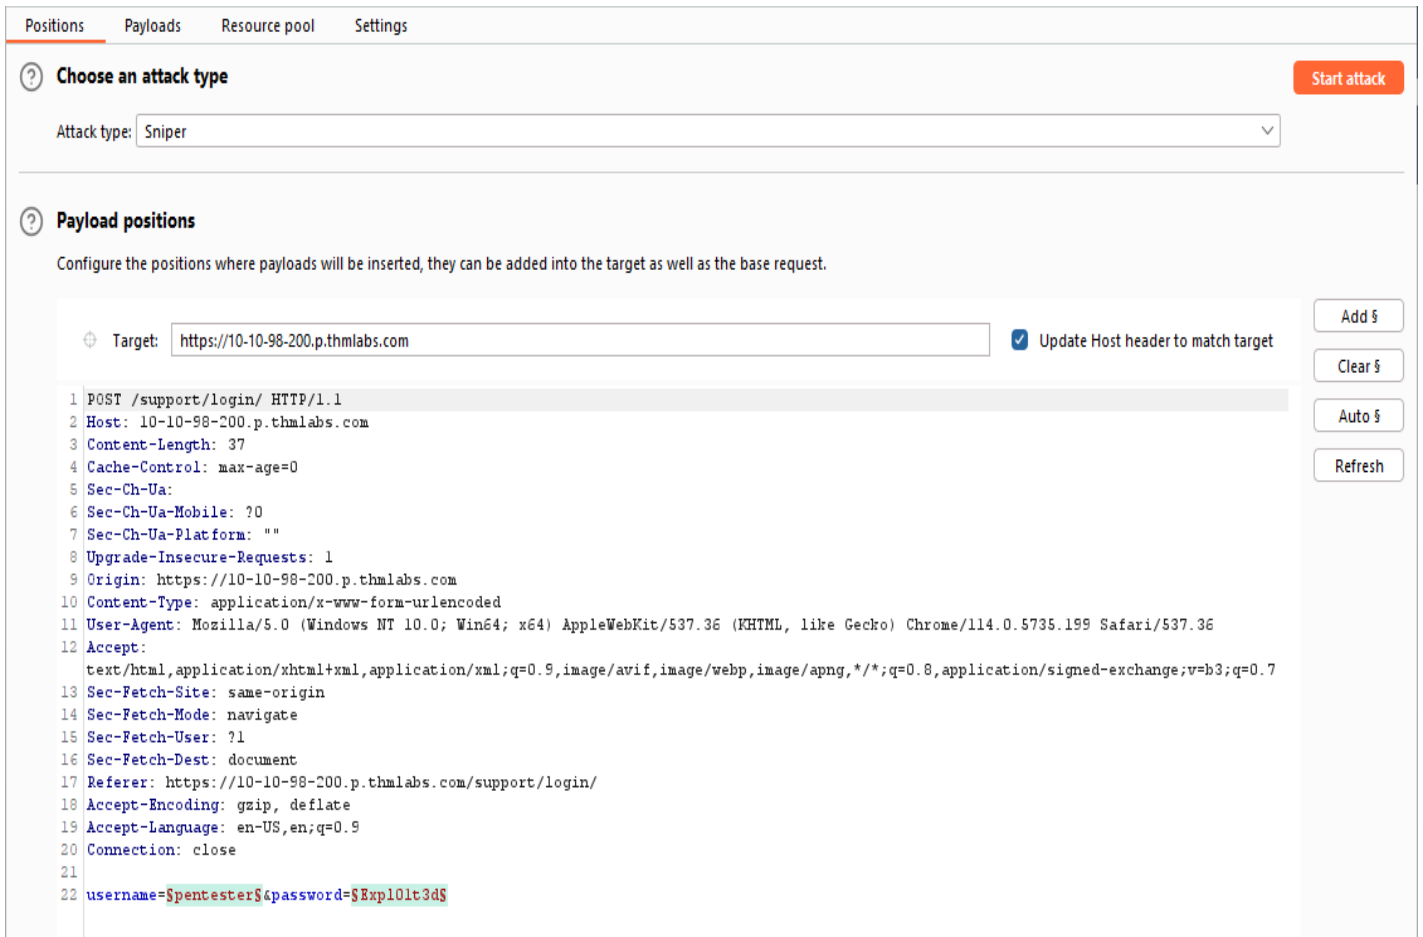 Positions Payloads Resource pool Settings
Choose an attack type
Start attack
Attack type: Sniper
Payload positions
Configure the positions where payloads will be inserted, they can be added into the target as well as the base request.
Add §
Target: https://10-10-98-200.p.thmlabs.com
Update Host header to match target
Clear §
Auto §
Refresh
1 POST /support/login/ HTTP/1.1
2 Host: 10-10-98-200.p.thmlabs.com
3 Content-Length: 37
4 Cache-Control: max-age=0
5 Sec-Ch-Ua:
6 Sec-Ch-Ua-Mobile: ?0
7 Sec-Ch-Ua-Platform: ""
8 Upgrade-Insecure-Requests: 1
9 Origin: https://10-10-98-200.p.thmlabs.com
10 Content-Type: application/x-www-form-urlencoded
11 User-Agent: Mozilla/5.0 (Windows NT 10.0; Win64; x64) AppleWebKit/537.36 (KHTML, like Gecko) Chrome/114.0.5735.199 Safari/537.36
12 Accept:
text/html,application/xhtml+xml,application/xml;q=0.9,image/avif,image/webp,image/apng,*/*;q=0.8,application/signed-exchange;v=b3;q=0.7
13 Sec-Fetch-Site: same-origin
14 Sec-Fetch-Mode: navigate
15 Sec-Fetch-User: ?1
16 Sec-Fetch-Dest: document
17 Referer: https://10-10-98-200.p.thmlabs.com/support/login/
18 Accept-Encoding: gzip, deflate
19 Accept-Language: en-US,en;q=0.9
20 Connection: close
21
22 username=§pentester§&password=§Expl01t3d§